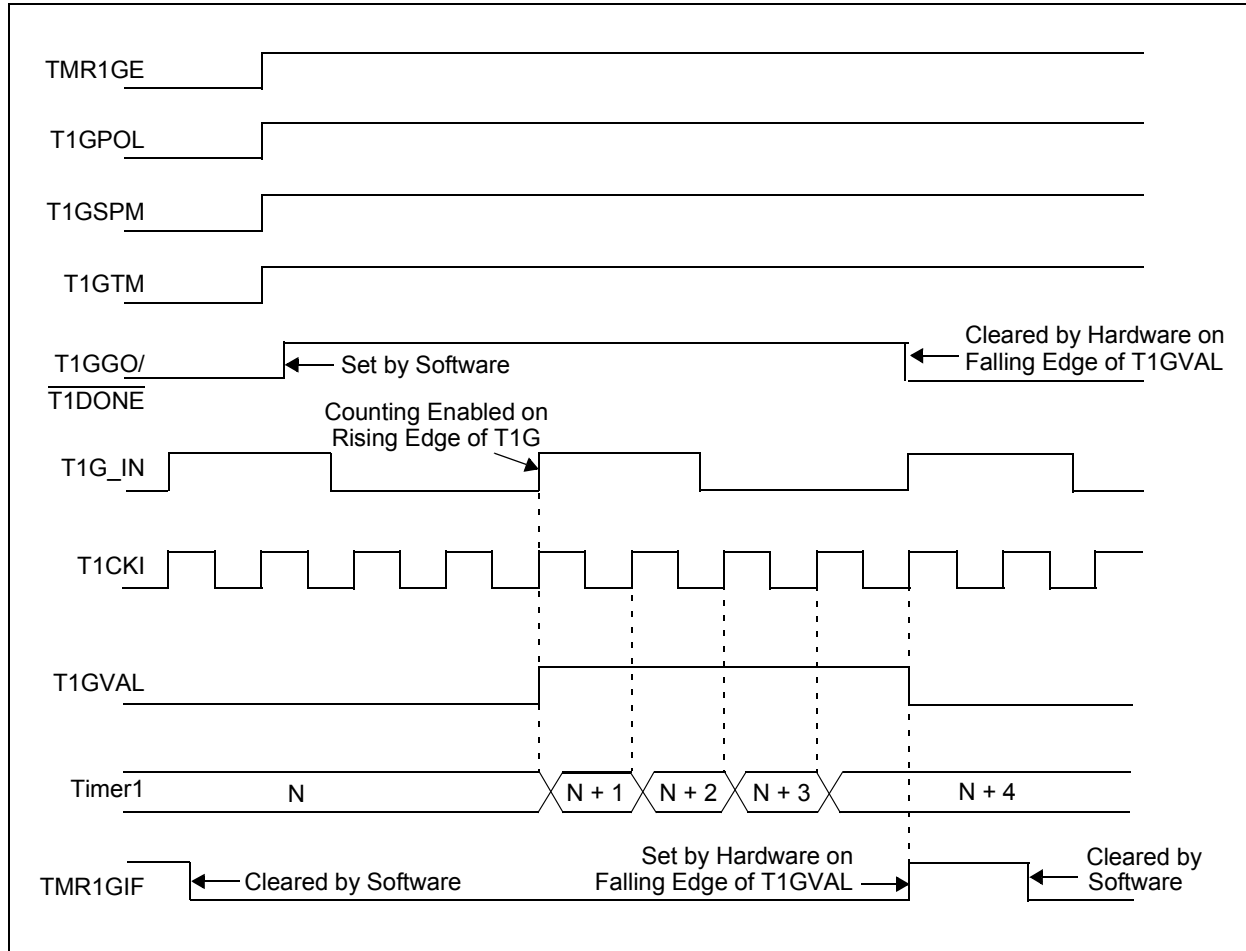 TMR1GE
T1GPOL
T1GSPM
T1GTM
T1GGO/
T1DONE
Set by Software
Cleared by Hardware on
Falling Edge of T1GVAL
Counting Enabled on
Rising Edge of T1G
T1G_IN
T1CKI
T1GVAL
Timer1
N
N + 1
N + 2
N + 3
N + 4
TMR1GIF
Cleared by Software
Set by Hardware on
Falling Edge of T1GVAL
Cleared by
Software